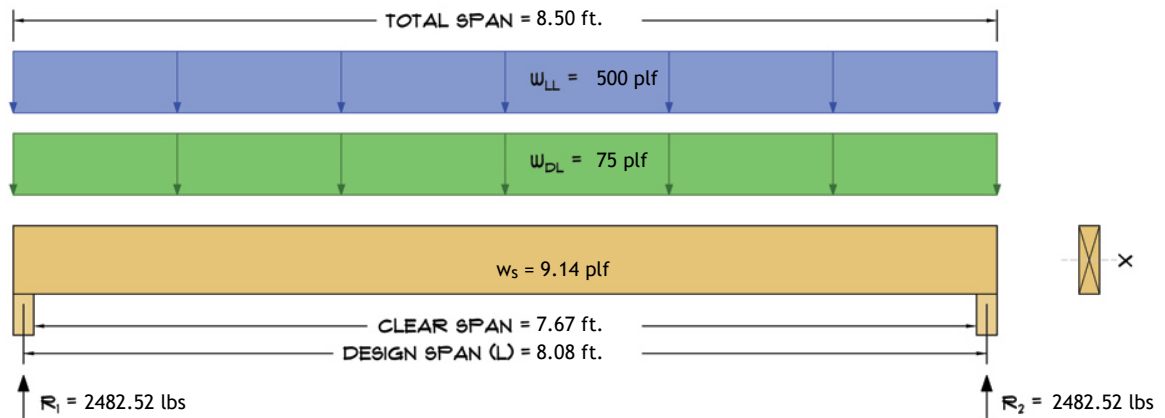 TOTAL SPAN = 8.50 ft.
WLL = 500 plf
WDL = 75 plf
ws = 9.14 plf
X
CLEAR SPAN = 7.67 ft.
DESIGN SPAN (L) = 8.08 ft.
R1 = 2482.52 lbs
R2 = 2482.52 lbs